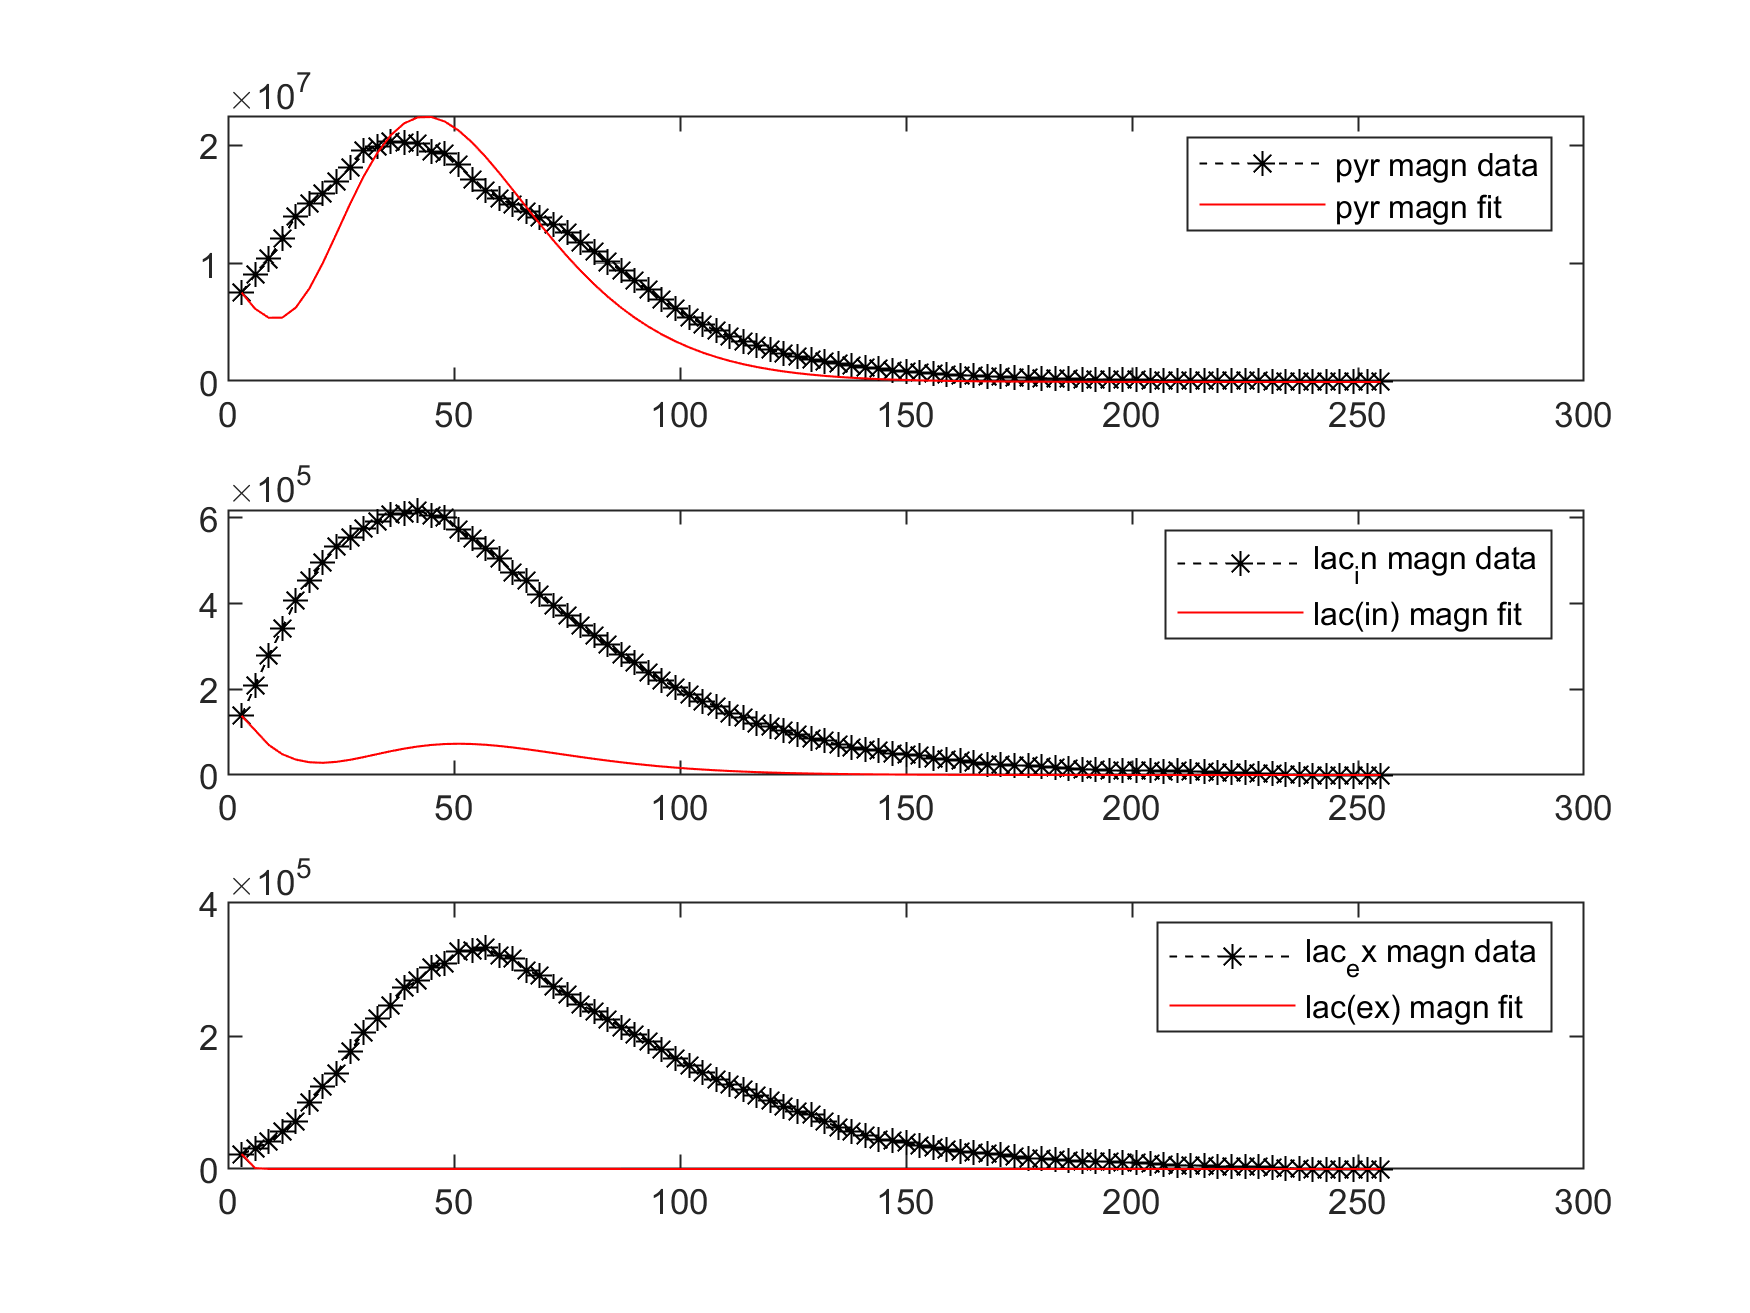 ×10^7
2
1
0
0 50 100 150 200 250 300
pyr magn data
pyr magn fit
×10^5
6
4
2
0
0 50 100 150 200 250 300
lac_in magn data
lac(in) magn fit
×10^5
4
2
0
0 50 100 150 200 250 300
lac_ex magn data
lac(ex) magn fit